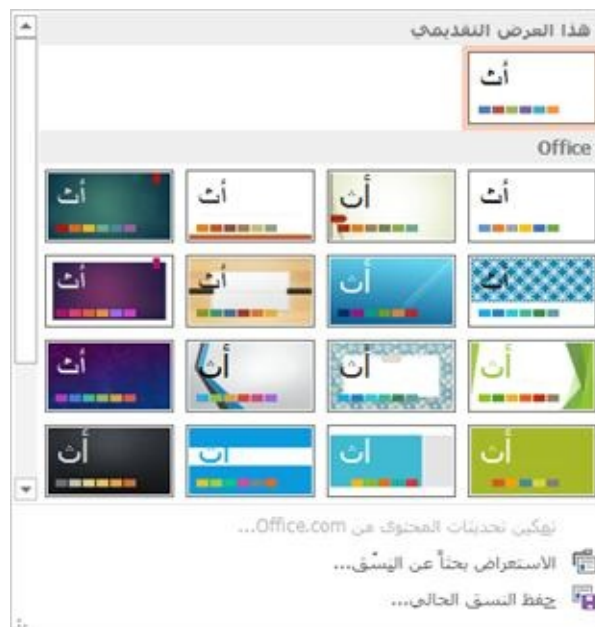 هذا العرض التقديمي
أث
Office
أث أث أث أث
أث أث أث أث
أث أث أث أث
أث أث أث أث
تمكين تحديثات المحتوى من Office.com...
الاستعراض بحثاً عن النِسّق...
حفظ النسق الحالي...